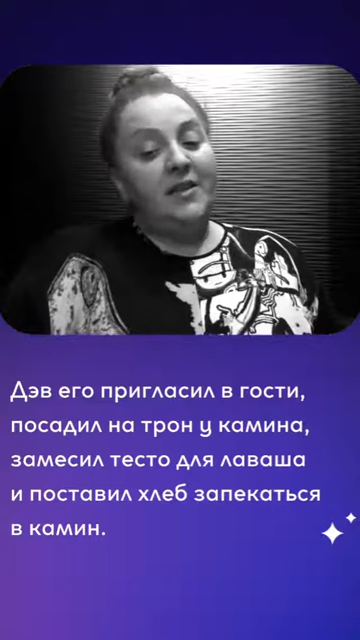 Дэв его пригласил в гости,
посадил на трон у камина,
замесил тесто для лаваша
и поставил хлеб запекаться
в камин.